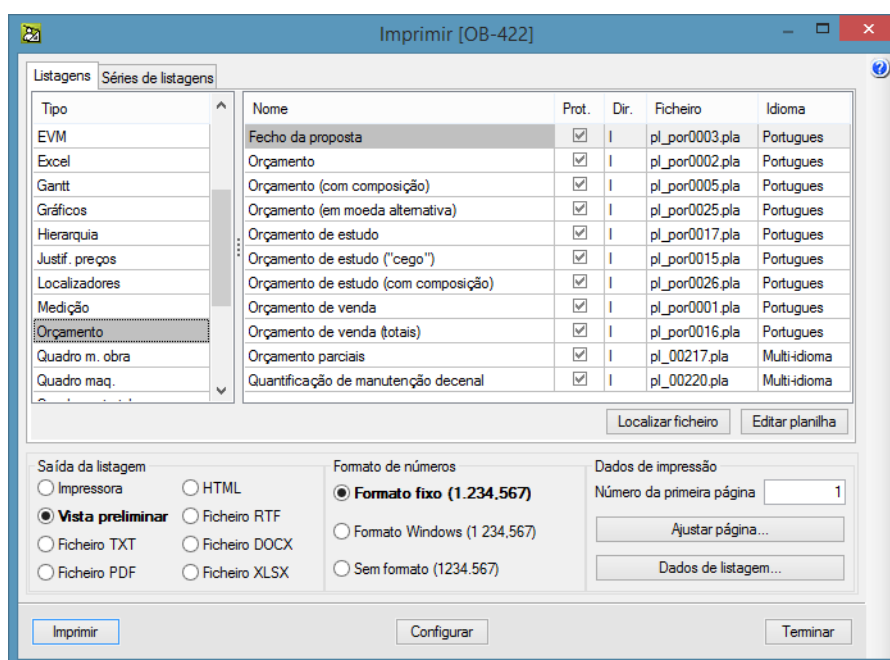 Imprimir [OB-422]
Listagens Séries de listagens
Tipo
EVM
Excel
Gantt
Gráficos
Hierarquia
Justif. preços
Localizadores
Medição
Orçamento
Quadro m. obra
Quadro maq.
Nome Prot. Dir. Ficheiro Idioma
Fecho da proposta I pl_por0003.pla Portugues
Orçamento I pl_por0002.pla Portugues
Orçamento (com composição) I pl_por0005.pla Portugues
Orçamento (em moeda alternativa) I pl_por0025.pla Portugues
Orçamento de estudo I pl_por0017.pla Portugues
Orçamento de estudo ("cego") I pl_por0015.pla Portugues
Orçamento de estudo (com composição) I pl_por0026.pla Portugues
Orçamento de venda I pl_por0001.pla Portugues
Orçamento de venda (totais) I pl_por0016.pla Portugues
Orçamento parciais I pl_00217.pla Multi-idioma
Quantificação de manutenção decenal I pl_00220.pla Multi-idioma
Localizar ficheiro Editar planilha
Saída da listagem
Impressora HTML
Vista preliminar Ficheiro RTF
Ficheiro TXT Ficheiro DOCX
Ficheiro PDF Ficheiro XLSX
Formato de números
Formato fixo (1.234,567)
Formato Windows (1 234,567)
Sem formato (1234.567)
Dados de impressão
Número da primeira página 1
Ajustar página...
Dados de listagem...
Imprimir Configurar Terminar